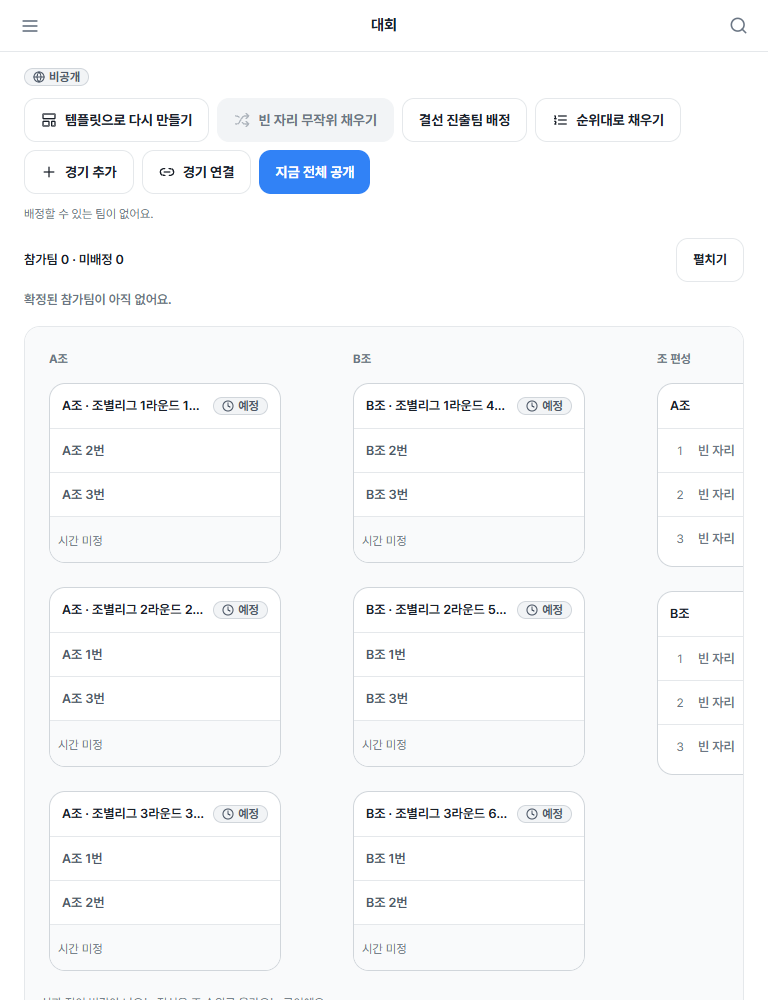 대회
비공개
템플릿으로 다시 만들기
빈 자리 무작위 채우기
결선 진출팀 배정
순위대로 채우기
경기 추가
경기 연결
지금 전체 공개
배정할 수 있는 팀이 없어요.
참가팀 0 · 미배정 0
펼치기
확정된 참가팀이 아직 없어요.
A조
A조 · 조별리그 1라운드 1...
예정
A조 2번
A조 3번
시간 미정
A조 · 조별리그 2라운드 2...
예정
A조 1번
A조 3번
시간 미정
A조 · 조별리그 3라운드 3...
예정
A조 1번
A조 2번
시간 미정
B조
B조 · 조별리그 1라운드 4...
예정
B조 2번
B조 3번
시간 미정
B조 · 조별리그 2라운드 5...
예정
B조 1번
B조 3번
시간 미정
B조 · 조별리그 3라운드 6...
예정
B조 1번
B조 2번
시간 미정
조 편성
A조
1 빈 자리
2 빈 자리
3 빈 자리
B조
1 빈 자리
2 빈 자리
3 빈 자리